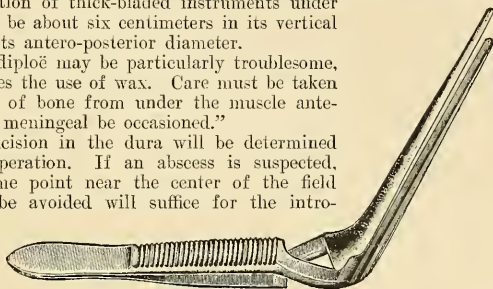 tion of thick-bladed instruments under
be about six centimeters in its vertical
ts antero-posterior diameter.
diploë may be particularly troublesome,
es the use of wax. Care must be taken
of bone from under the muscle ante-
meningeal be occasioned."
cision in the dura will be determined
peration. If an abscess is suspected,
me point near the center of the field
be avoided will suffice for the intro-